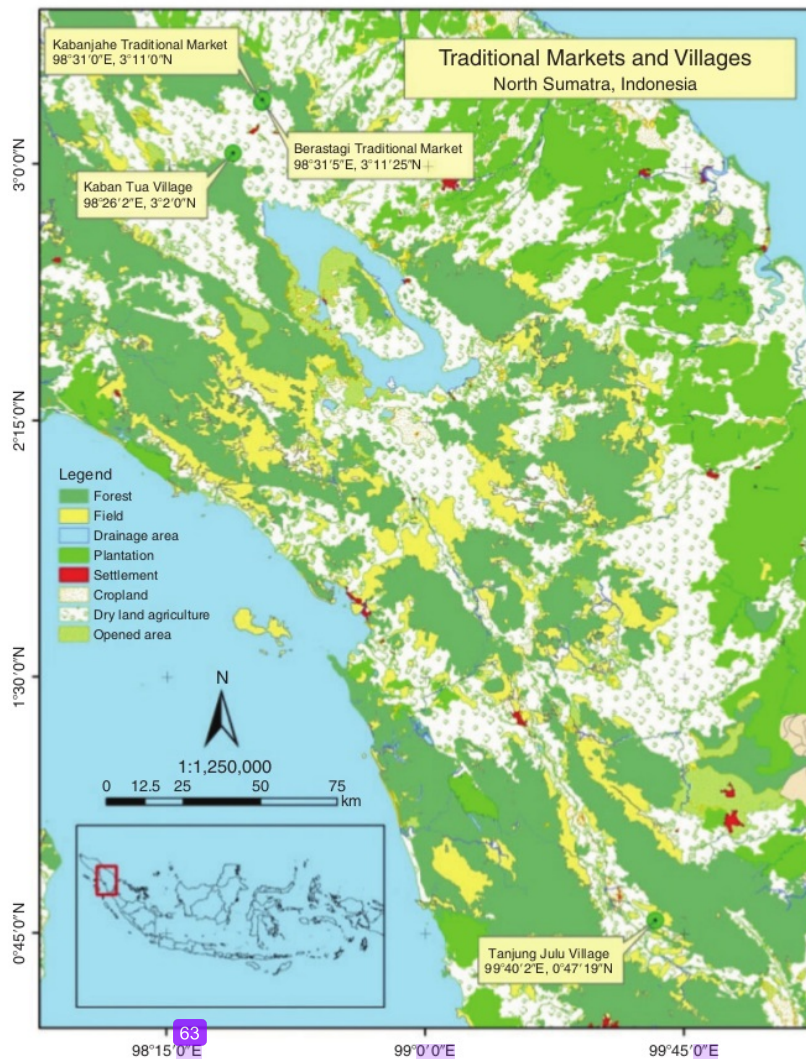 Traditional Markets and Villages
North Sumatra, Indonesia
Kabanjahe Traditional Market
98°31′0″E, 3°11′0″N
Berastagi Traditional Market
98°31′5″E, 3°11′25″N
Kaban Tua Village
98°26′2″E, 3°2′0″N
3°0′0″N
2°15′0″N
1°30′0″N
0°45′0″N
Legend
Forest
Field
Drainage area
Plantation
Settlement
Cropland
Dry land agriculture
Opened area
N
1:1,250,000
0 12.5 25 50 75
km
Tanjung Julu Village
99°40′2″E, 0°47′19″N
63
98°15′0″E 99°0′0″E 99°45′0″E